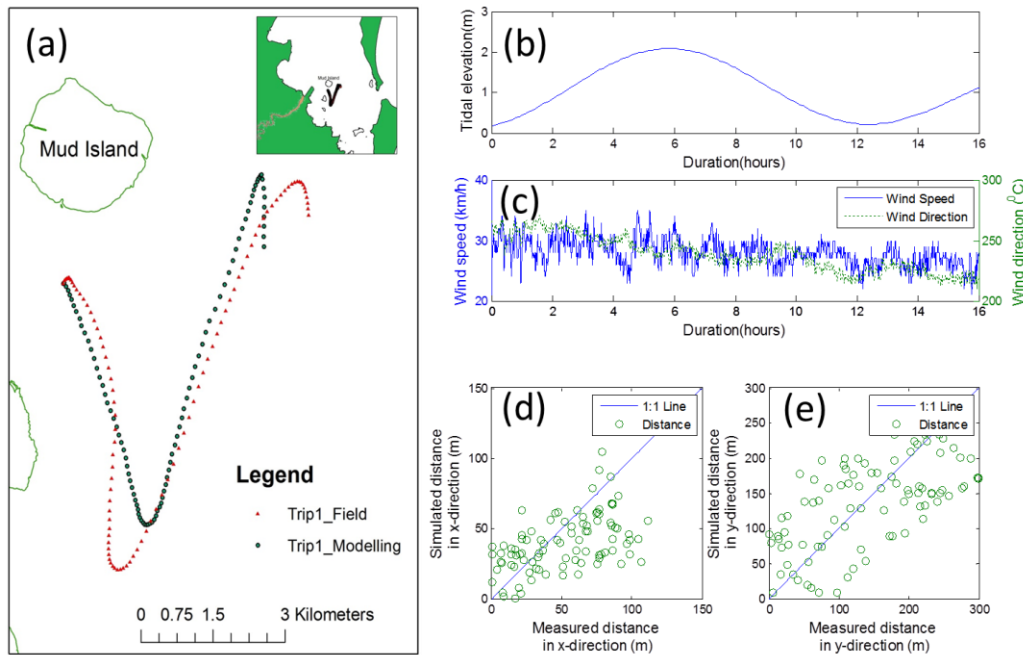 (a)
Mud Island
Mud Island
Legend
Trip1_Field
Trip1_Modelling
0 0.75 1.5 3 Kilometers
(b)
Tidal elevation(m)
3
2
1
0
0 2 4 6 8 10 12 14 16
Duration(hours)
(c)
Wind speed (km/h)
40
30
20
Wind Speed
Wind Direction
300
250
200
Wind direction (°C)
0 2 4 6 8 10 12 14 16
Duration(hours)
(d)
Simulated distance
in x-direction (m)
150
100
50
0
1:1 Line
Distance
0 50 100 150
Measured distance
in x-direction (m)
(e)
Simulated distance
in y-direction (m)
300
250
200
150
100
50
0
1:1 Line
Distance
0 100 200 300
Measured distance
in y-direction (m)